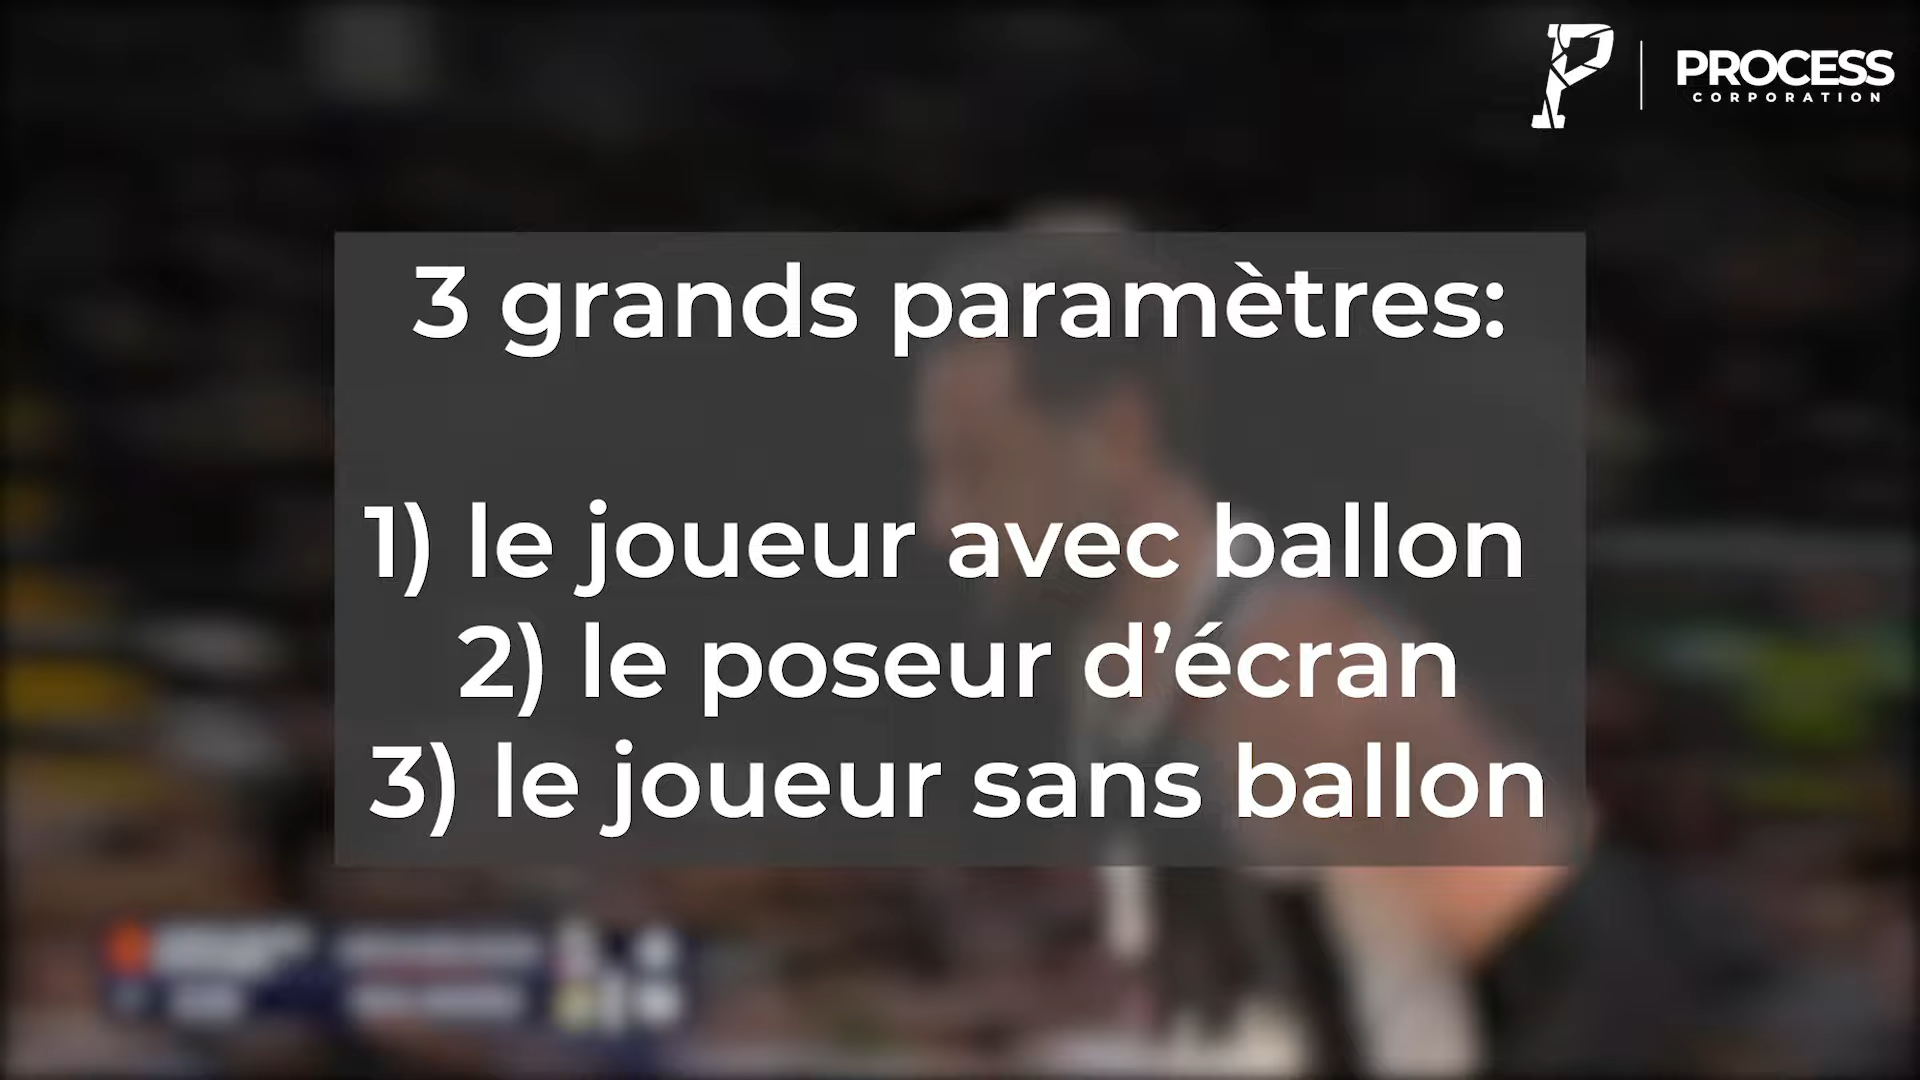 PROCESS
CORPORATION
3 grands paramètres:
1) le joueur avec ballon
2) le poseur d’écran
3) le joueur sans ballon